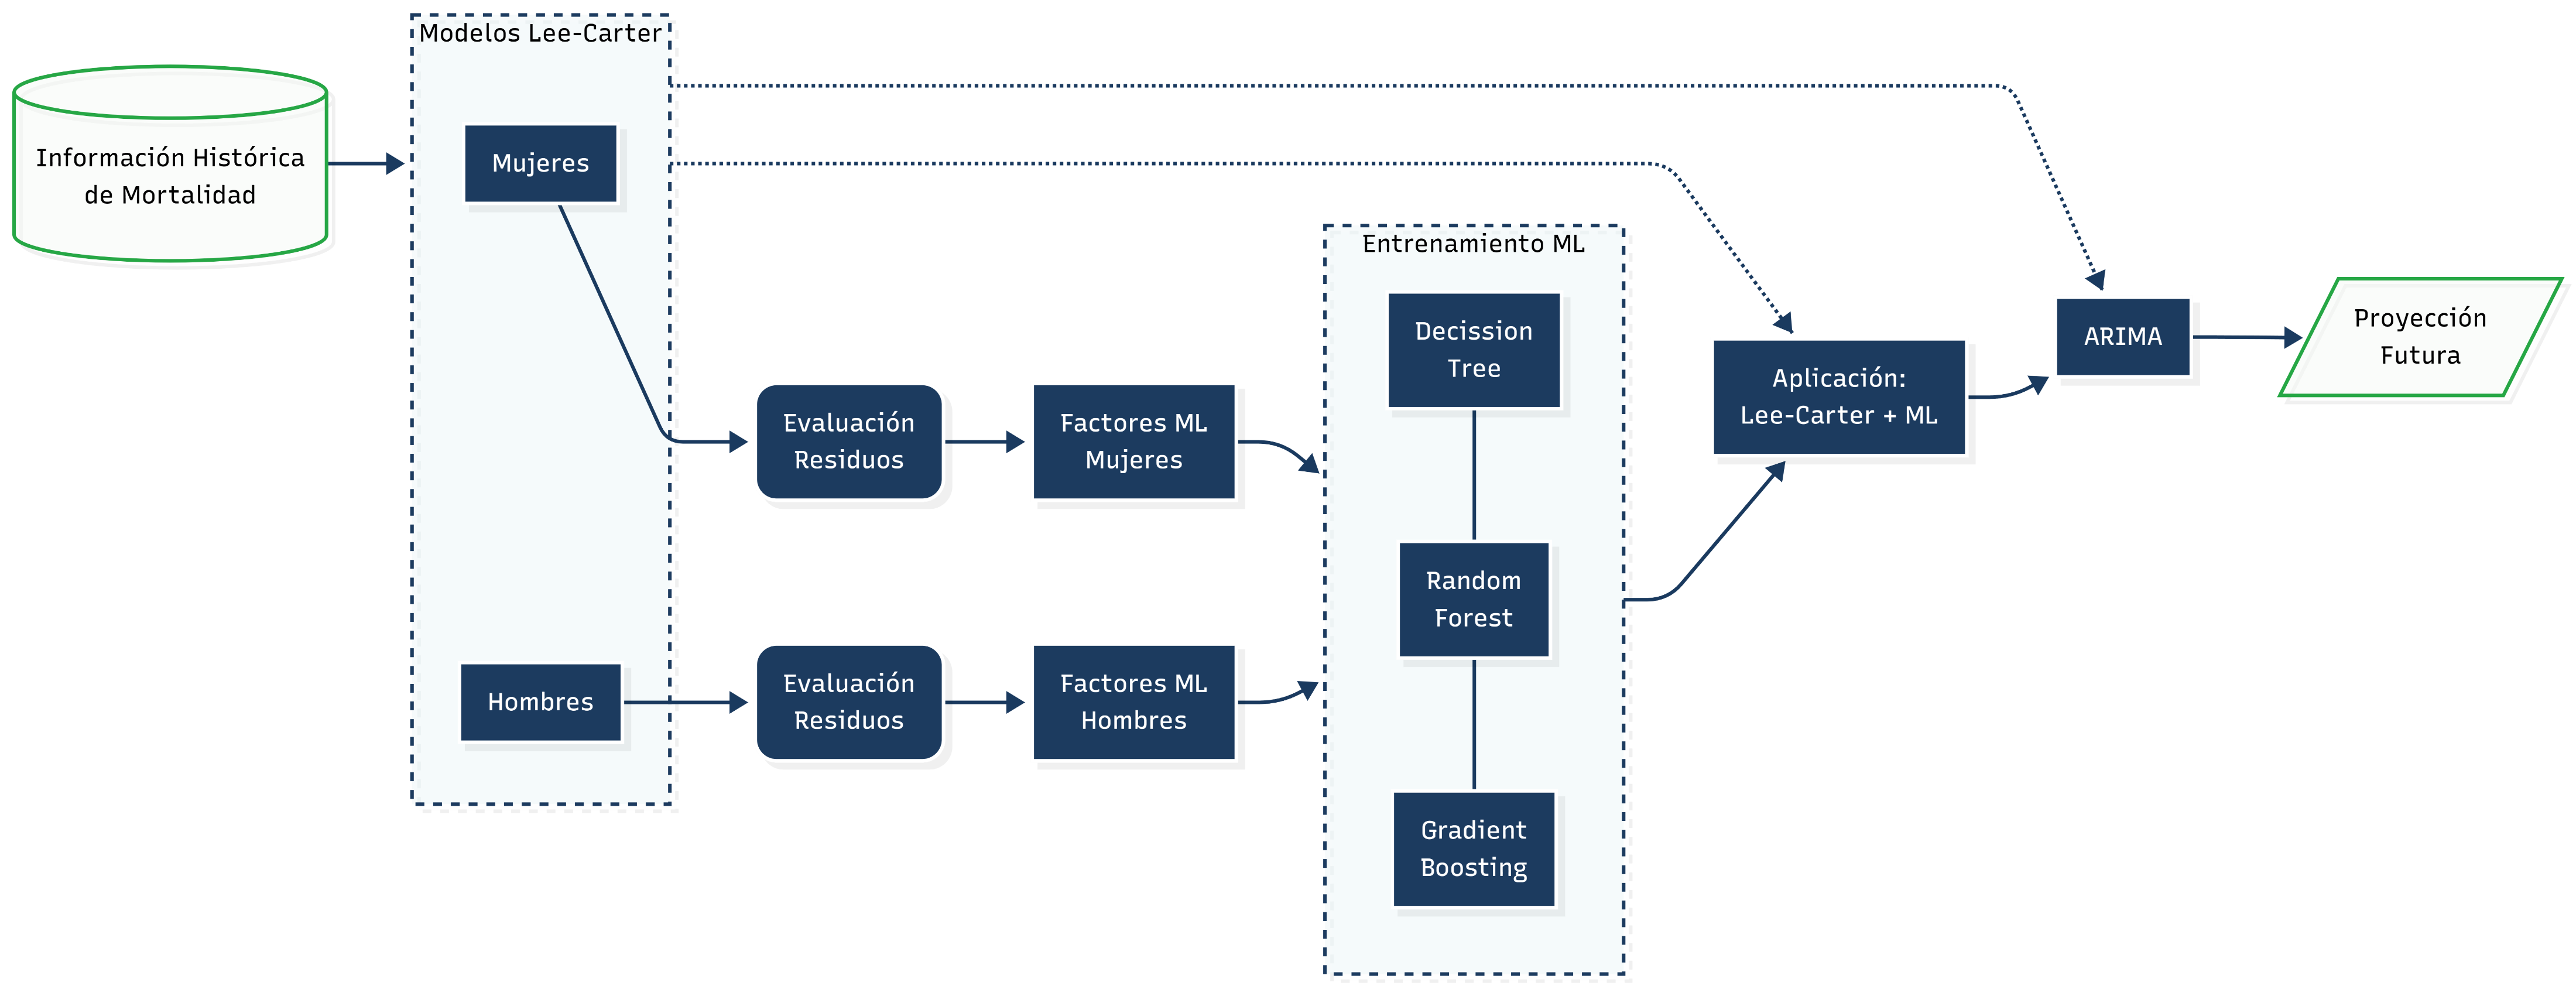 Modelos Lee-Carter
Información Histórica
de Mortalidad
Mujeres
Hombres
Evaluación
Residuos
Factores ML
Mujeres
Evaluación
Residuos
Factores ML
Hombres
Entrenamiento ML
Decission
Tree
Random
Forest
Gradient
Boosting
Aplicación:
Lee-Carter + ML
ARIMA
Proyección
Futura